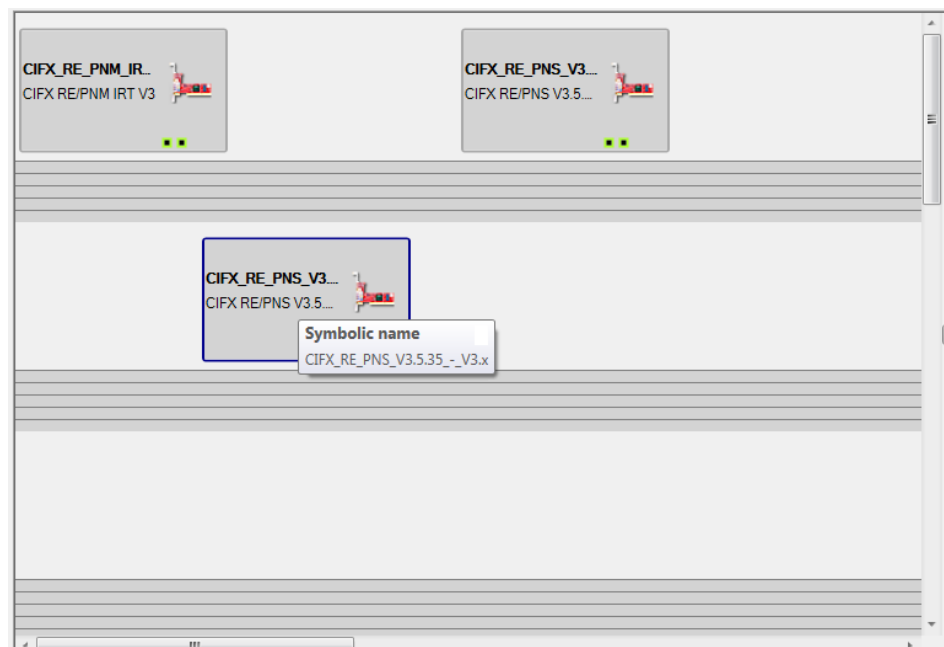 CIFX_RE_PNM_IR...
CIFX RE/PNM IRT V3
CIFX_RE_PNS_V3....
CIFX RE/PNS V3.5....
CIFX_RE_PNS_V3....
CIFX RE/PNS V3.5....
Symbolic name
CIFX_RE_PNS_V3.5.35_-_V3.x